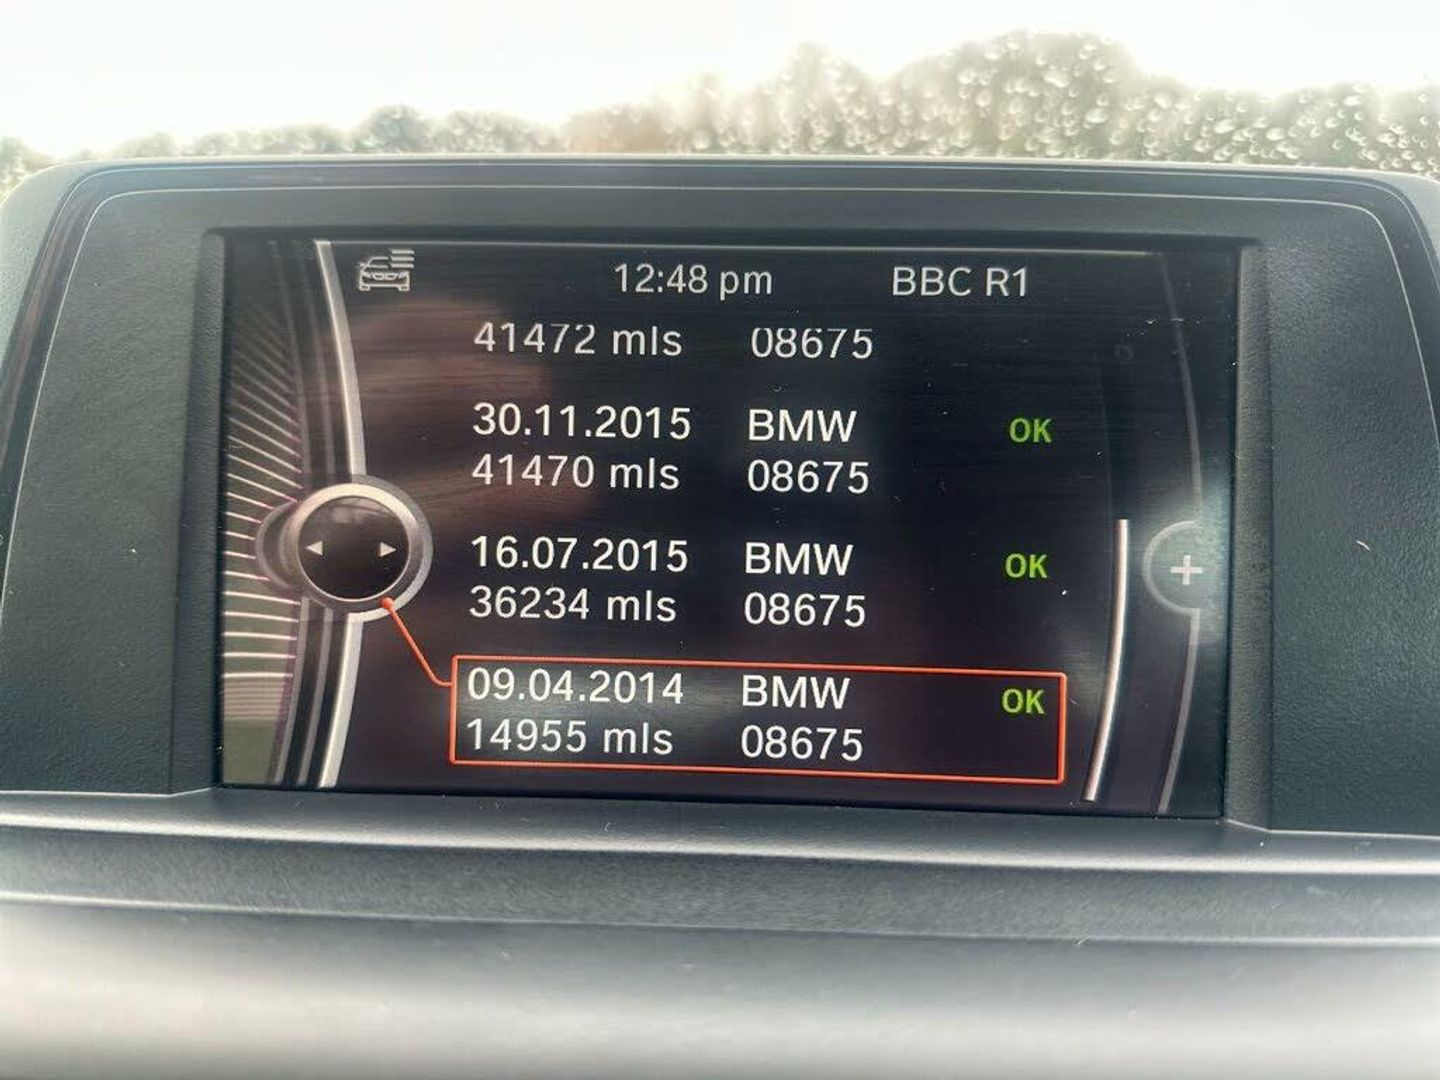 12:48 pm BBC R1
41472 mls 08675
30.11.2015 BMW OK
41470 mls 08675
16.07.2015 BMW OK
36234 mls 08675
09.04.2014 BMW OK
14955 mls 08675